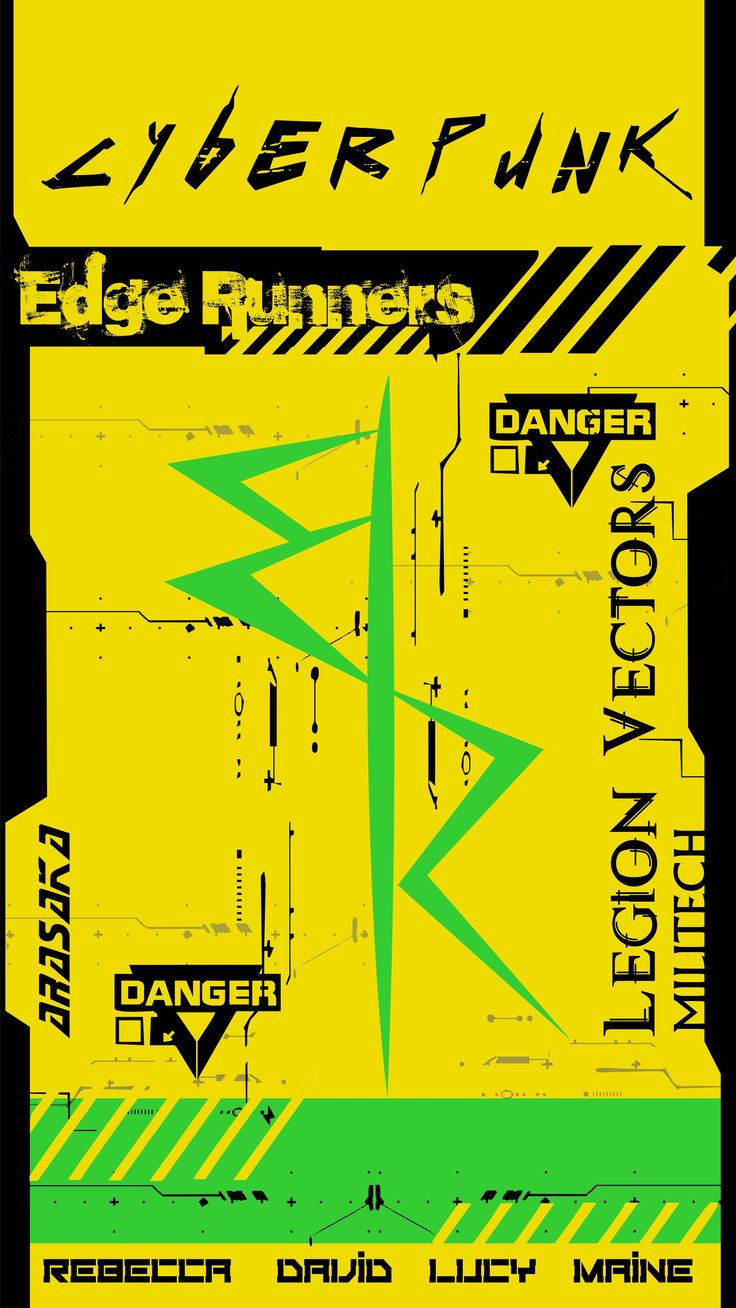 CYBERPUNK
Edge Runners
DANGER
LEGION VECTORS
MILITECH
ARASAKA
DANGER
REBECCA DAVID LUCY MAINE